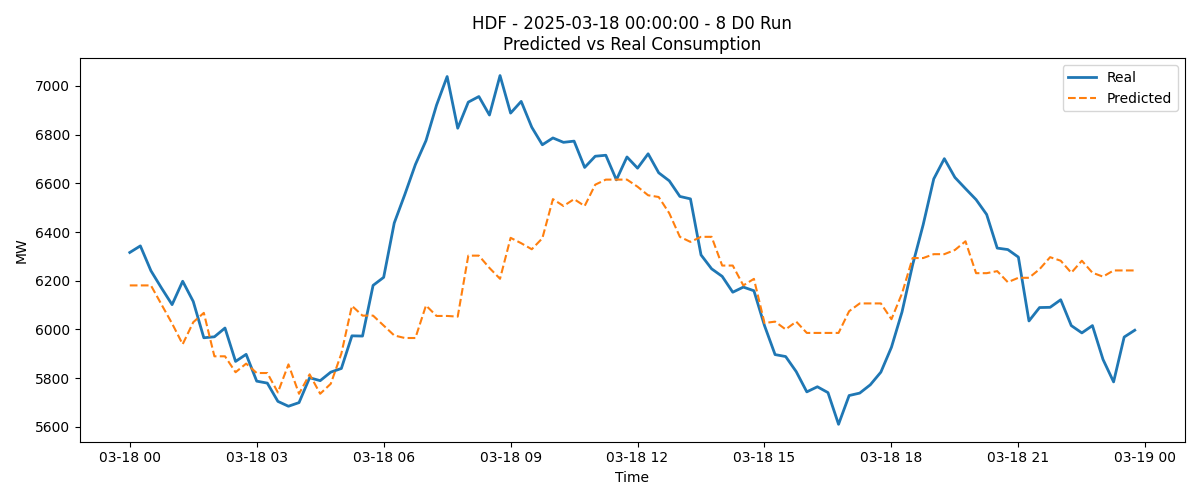 HDF - 2025-03-18 00:00:00 - 8 D0 Run
Predicted vs Real Consumption
Real
Predicted
MW
7000
6800
6600
6400
6200
6000
5800
5600
03-18 00
03-18 03
03-18 06
03-18 09
03-18 12
03-18 15
03-18 18
03-18 21
03-19 00
Time